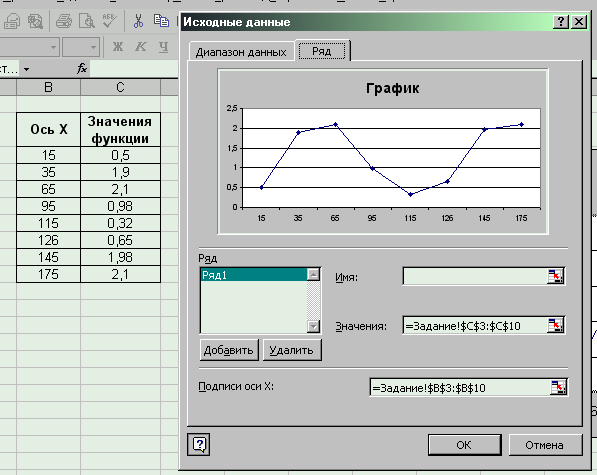 Исходные данные
Ж К Ч
т...
fx
B C
Ось X
Значения
функции
15 0,5
35 1,9
65 2,1
95 0,98
115 0,32
126 0,65
145 1,98
175 2,1
Диапазон данных Ряд
График
2,5
2
1,5
1
0,5
0
15 35 65 95 115 126 145 175
Ряд
Ряд1
Имя:
Значения: =Задание!$C$3:$C$10
Добавить Удалить
Подписи оси X: =Задание!$B$3:$B$10
ОК Отмена